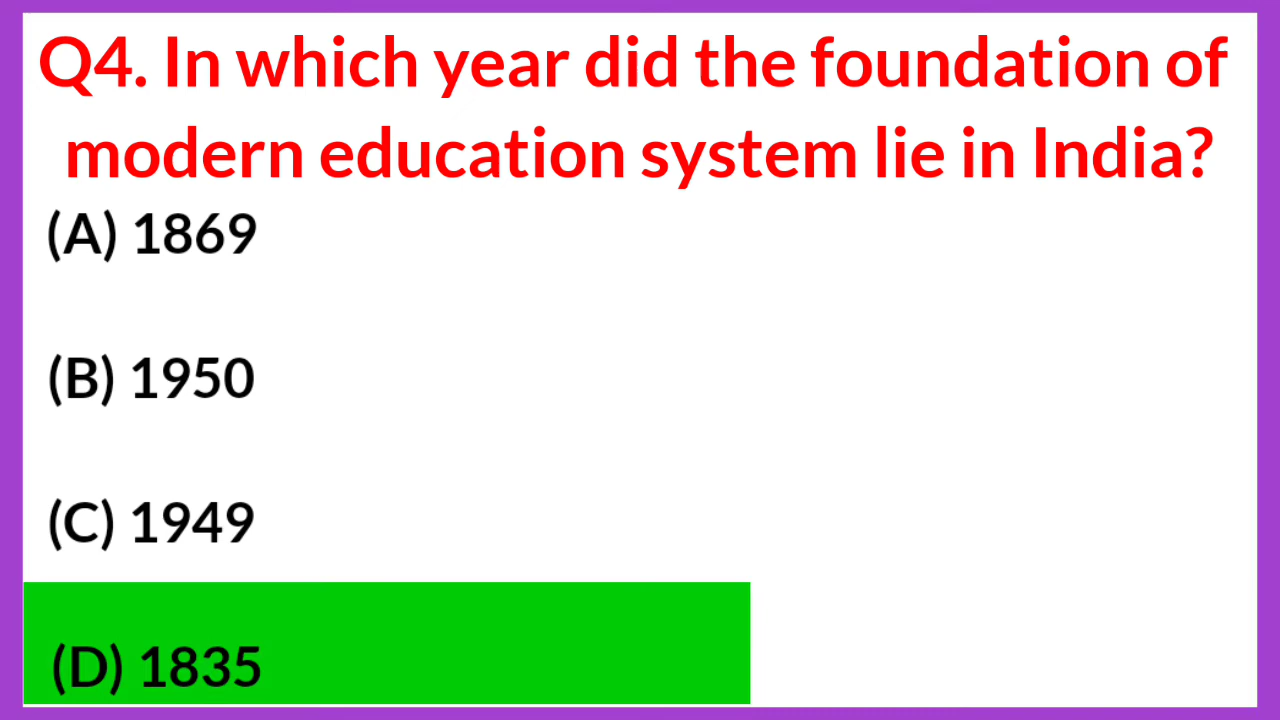 Q4. In which year did the foundation of
modern education system lie in India?
(A) 1869
(B) 1950
(C) 1949
(D) 1835